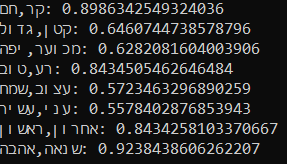 קר,חם: 0.8986342549324036
קטן,גדול: 0.6460744738578796
מכוער,יפה: 0.6282081604003906
רע,טוב: 0.8434505462646484
עצוב,שמח: 0.5723463296890259
עני,עשיר: 0.5578402876853943
אחרון,ראשון: 0.8434258103370667
שנאה,אהבה: 0.9238438606262207